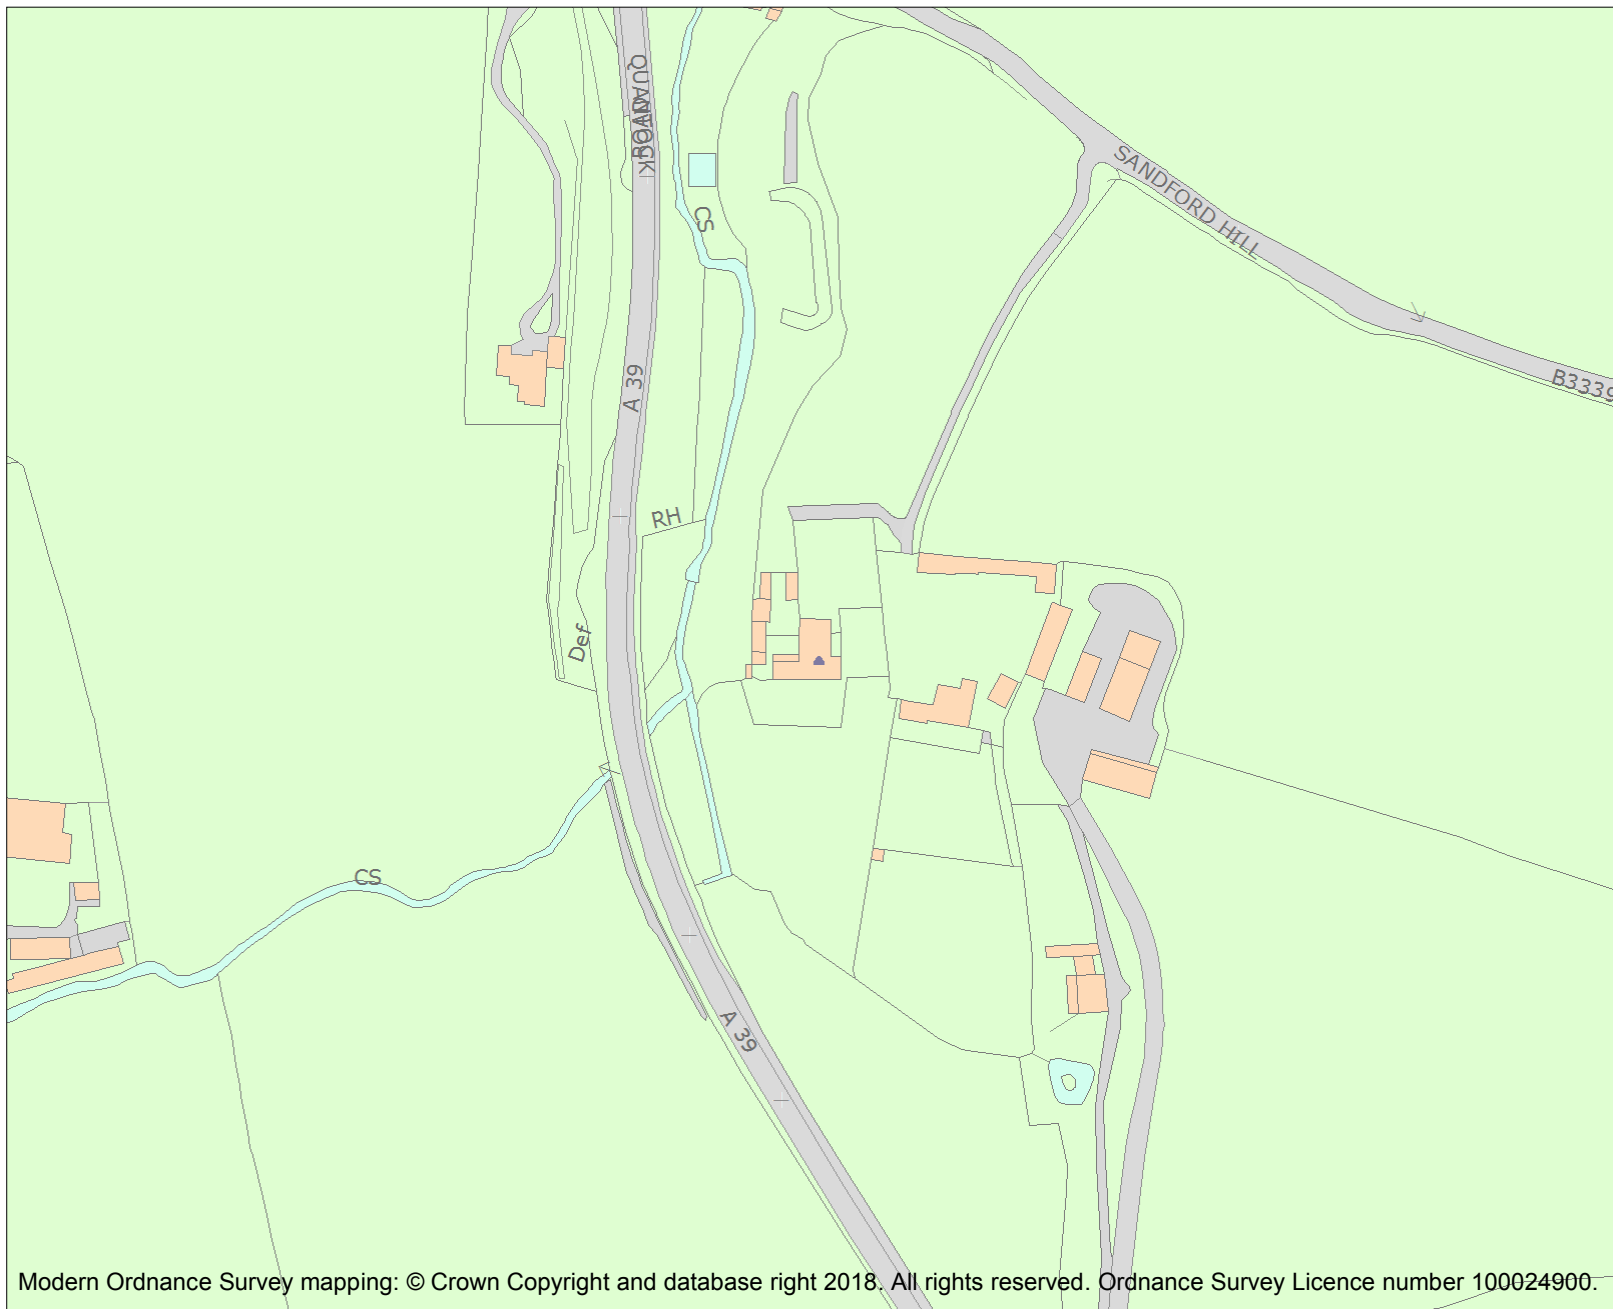 QUANTOCK
ROAD
SANDFORD HILL
CS
B3339
A 39
RH
Def
CS
A 39
Modern Ordnance Survey mapping: © Crown Copyright and database right 2018. All rights reserved. Ordnance Survey Licence number 100024900.